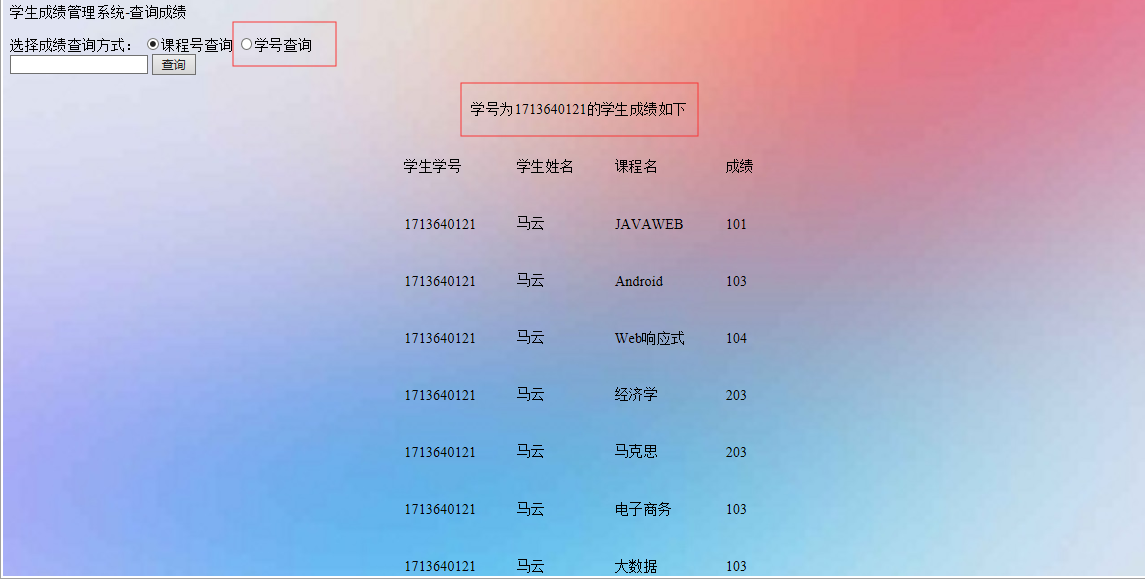 学生成绩管理系统-查询成绩
选择成绩查询方式： 课程号查询 学号查询
查询
学号为1713640121的学生成绩如下
学生学号 学生姓名 课程名 成绩
1713640121 马云 JAVAWEB 101
1713640121 马云 Android 103
1713640121 马云 Web响应式 104
1713640121 马云 经济学 203
1713640121 马云 马克思 203
1713640121 马云 电子商务 103
1713640121 马云 大数据 103